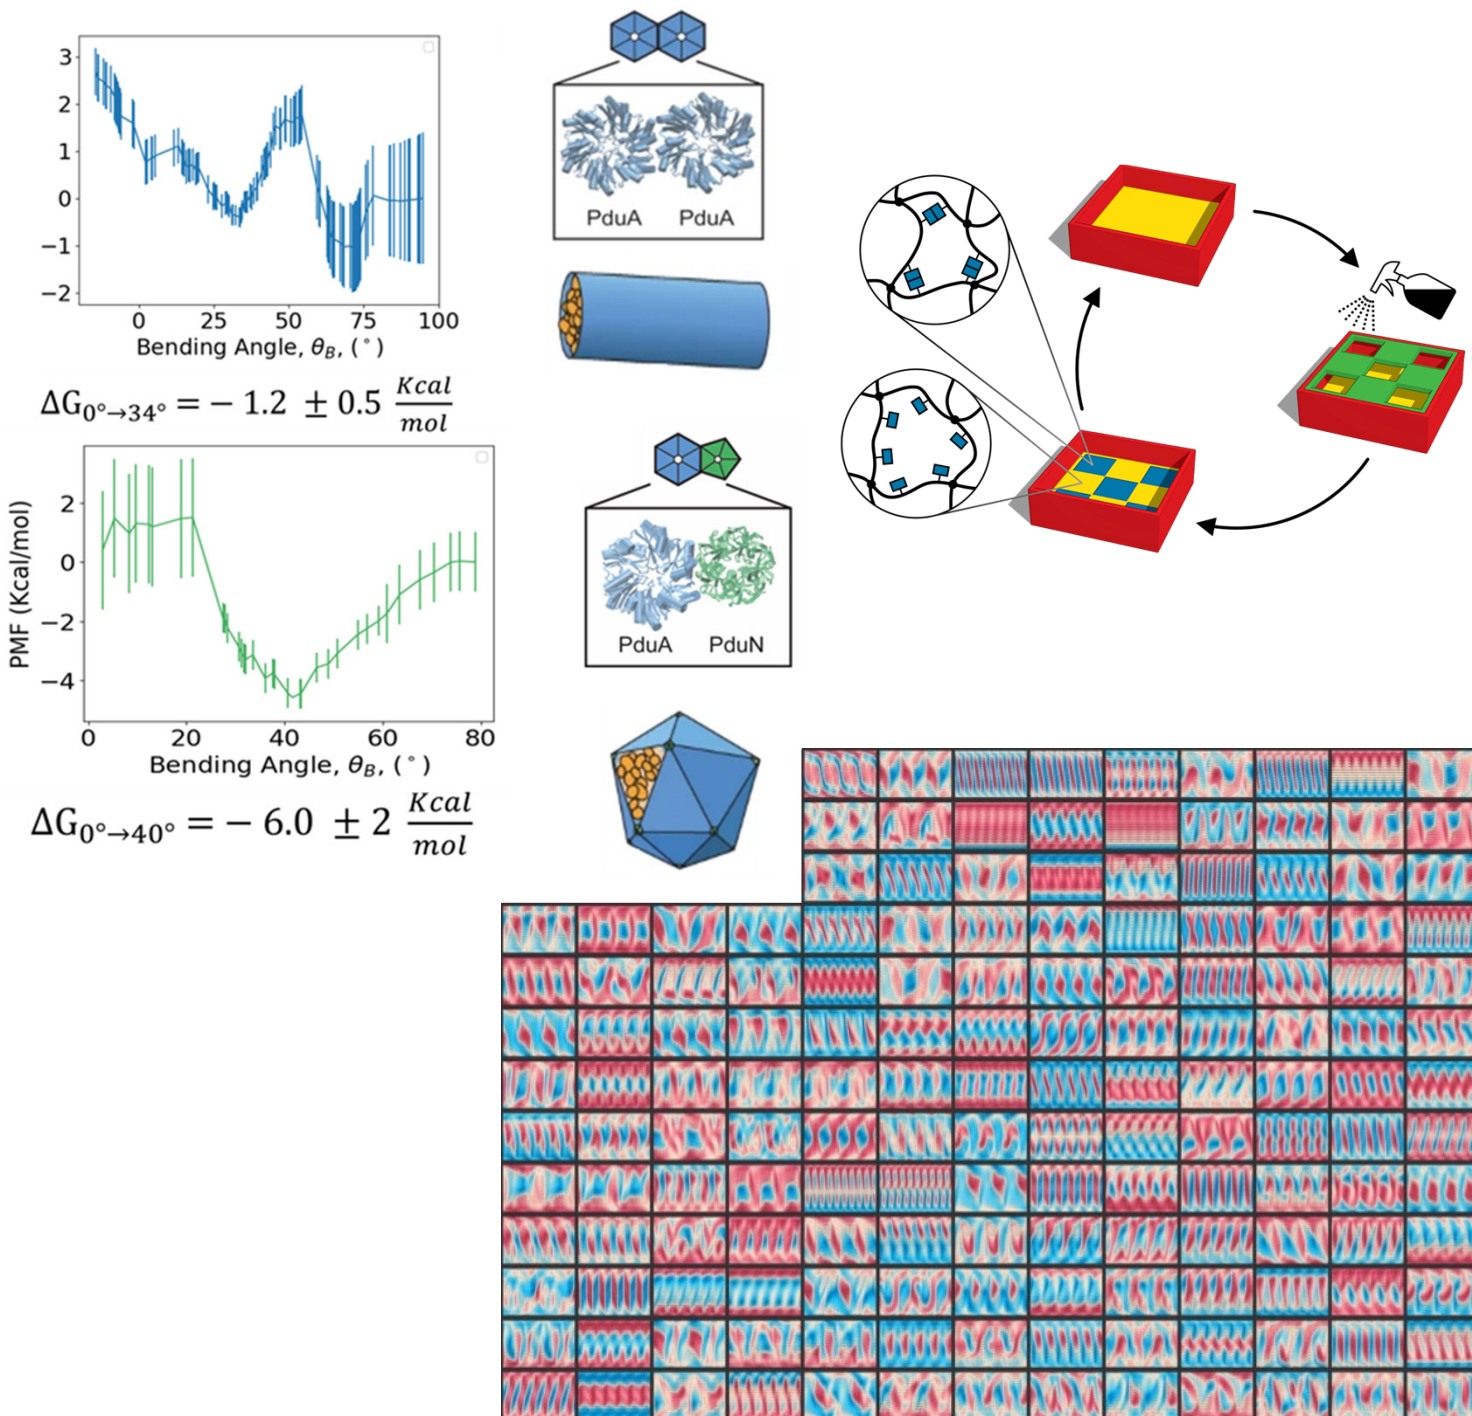 3
2
1
0
−1
−2
0 25 50 75 100
Bending Angle, θ_B, (°)
ΔG₀°→₃₄° = − 1.2 ± 0.5 Kcal/mol
PduA PduA
PMF (Kcal/mol)
2
0
−2
−4
0 20 40 60 80
Bending Angle, θ_B, (°)
ΔG₀°→₄₀° = − 6.0 ± 2 Kcal/mol
PduA PduN